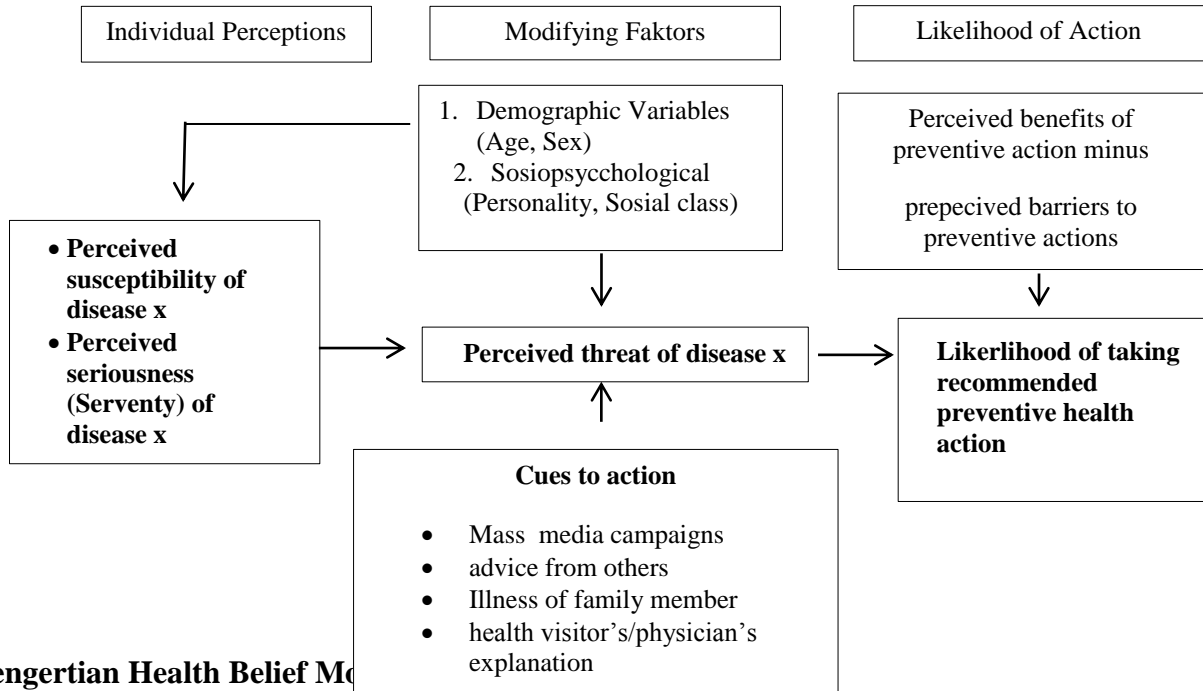 Individual Perceptions
Modifying Faktors
Likelihood of Action
1. Demographic Variables
(Age, Sex)
2. Sosiopsycchological
(Personality, Sosial class)
Perceived benefits of
preventive action minus
prepecived barriers to
preventive actions
• Perceived
susceptibility of
disease x
• Perceived
seriousness
(Serventy) of
disease x
Perceived threat of disease x
Likerlihood of taking
recommended
preventive health
action
Cues to action
• Mass media campaigns
• advice from others
• Illness of family member
• health visitor’s/physician’s
explanation
engertian Health Belief Mo